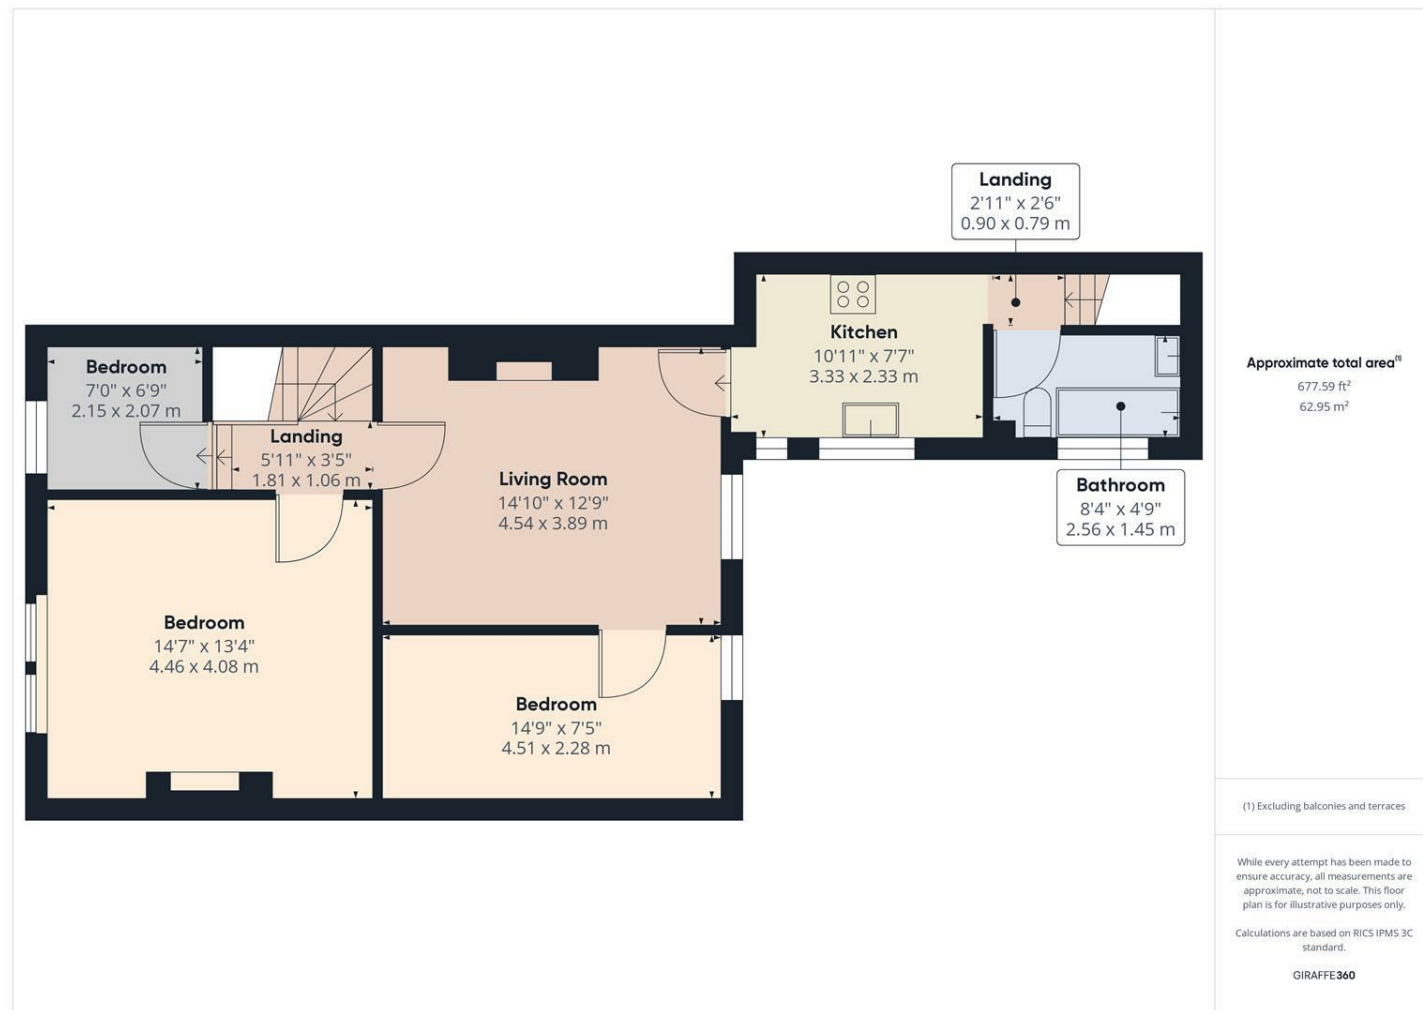 Landing
2'11" x 2'6"
0.90 x 0.79 m
Kitchen
10'11" x 7'7"
3.33 x 2.33 m
Bedroom
7'0" x 6'9"
2.15 x 2.07 m
Landing
5'11" x 3'5"
1.81 x 1.06 m
Living Room
14'10" x 12'9"
4.54 x 3.89 m
Bathroom
8'4" x 4'9"
2.56 x 1.45 m
Bedroom
14'7" x 13'4"
4.46 x 4.08 m
Bedroom
14'9" x 7'5"
4.51 x 2.28 m
Approximate total area(1)
677.59 ft²
62.95 m²
(1) Excluding balconies and terraces
While every attempt has been made to
ensure accuracy, all measurements are
approximate, not to scale. This floor
plan is for illustrative purposes only.
Calculations are based on RICS IPMS 3C
standard.
GIRAFFE360